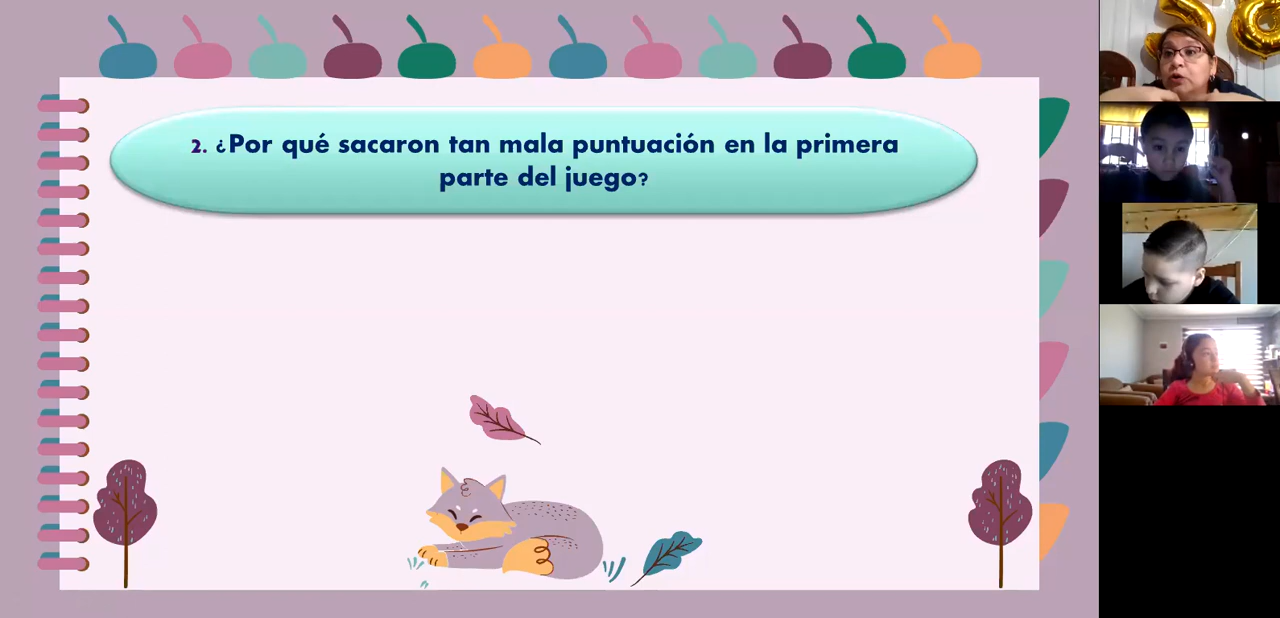 2. ¿Por qué sacaron tan mala puntuación en la primera
parte del juego?